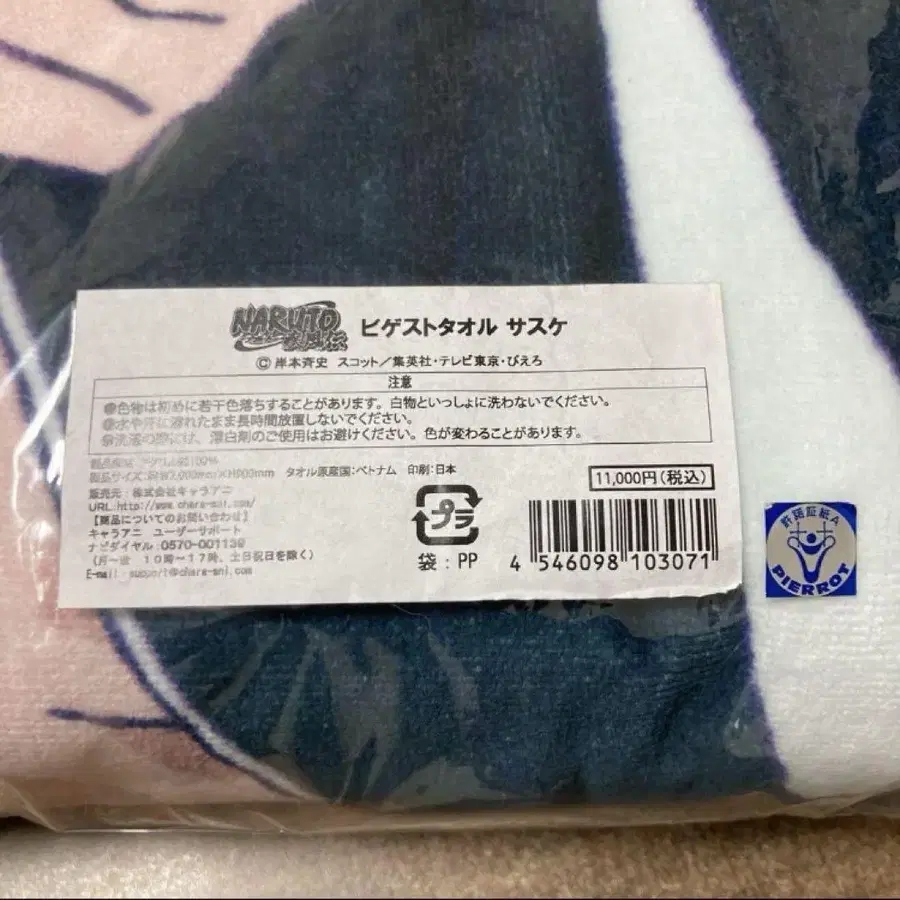 NARUTO 疾風伝 ビゲストタオル サスケ
© 岸本斉史 スコット／集英社・テレビ東京・ぴえろ
注意
●色物は初めに若干色落ちすることがあります。白物といっしょに洗わないでください。
●水や汗に濡れたまま長時間放置しないでください。
●洗濯の際には、漂白剤のご使用はお避けください。色が変わることがあります。
100%
タオル原産国：ベトナム 印刷：日本
11,000円(税込)
販売元：株式会社キャラアニ
URL:http://www.chara-ani.com/
【商品についてのお問い合わせ】
キャラアニ ユーザーサポート
ナビダイヤル:0570-001139
(月～金 10時～17時、土日祝日を除く)
E-mail:support@chara-ani.com
プラ
袋：PP
4 546098 103071
許諾証紙A
PIERROT